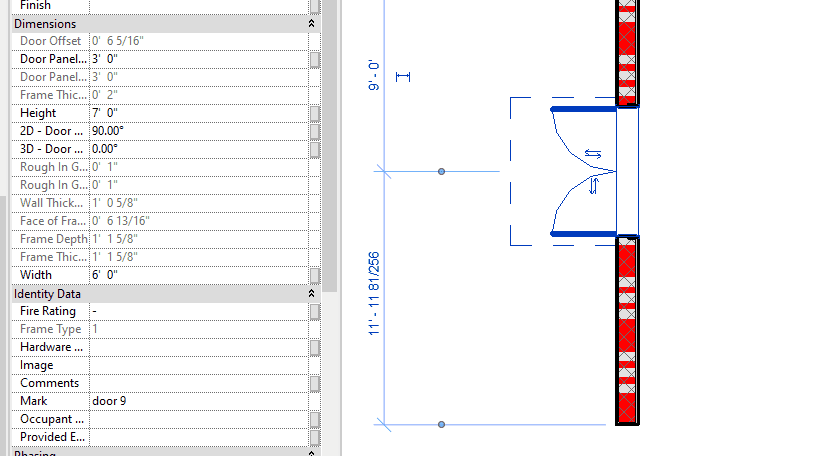 Finish
Dimensions
Door Offset 0' 6 5/16"
Door Panel... 3' 0"
Door Panel... 3' 0"
Frame Thic... 0' 2"
Height 7' 0"
2D - Door ... 90.00°
3D - Door ... 0.00°
Rough In G... 0' 1"
Rough In G... 0' 1"
Wall Thick... 1' 0 5/8"
Face of Fra... 0' 6 13/16"
Frame Depth 1' 1 5/8"
Frame Thic... 1' 1 5/8"
Width 6' 0"
Identity Data
Fire Rating -
Frame Type 1
Hardware ...
Image
Comments
Mark door 9
Occupant ...
Provided E...
Phasing
9' - 0'
11' - 11 81/256